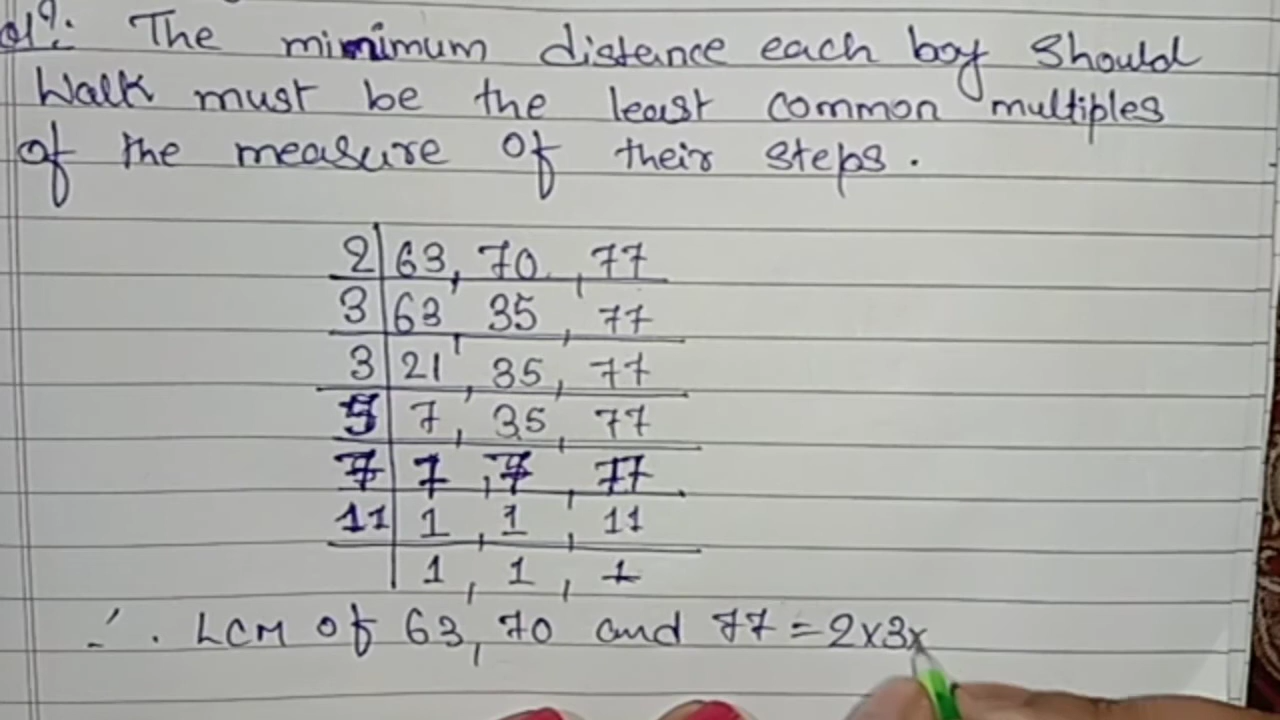 Solⁿ: The minimum distance each boy should
Walk must be the least common multiples
of the measure of their steps.
2 | 63, 70, 77
3 | 63, 35, 77
3 | 21, 35, 77
5 | 7, 35, 77
7 | 7, 7, 77
11 | 1, 1, 11
1, 1, 1
∴ LCM of 63, 70 and 77 = 2x3x